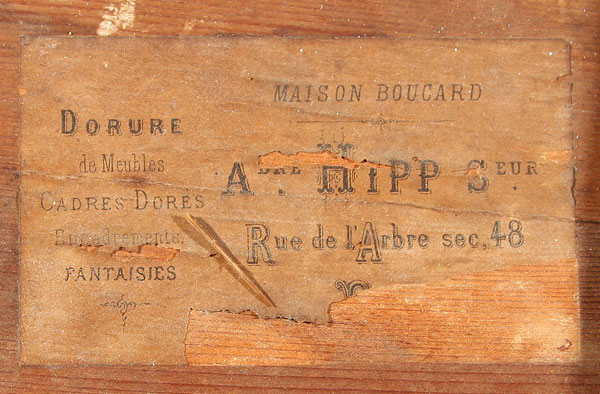 DORURE
de Meubles
CADRES DORÉS
Encadrements,
FANTAISIES
MAISON BOUCARD
ADRE HIPP SEUR
Rue de l'Arbre sec, 48